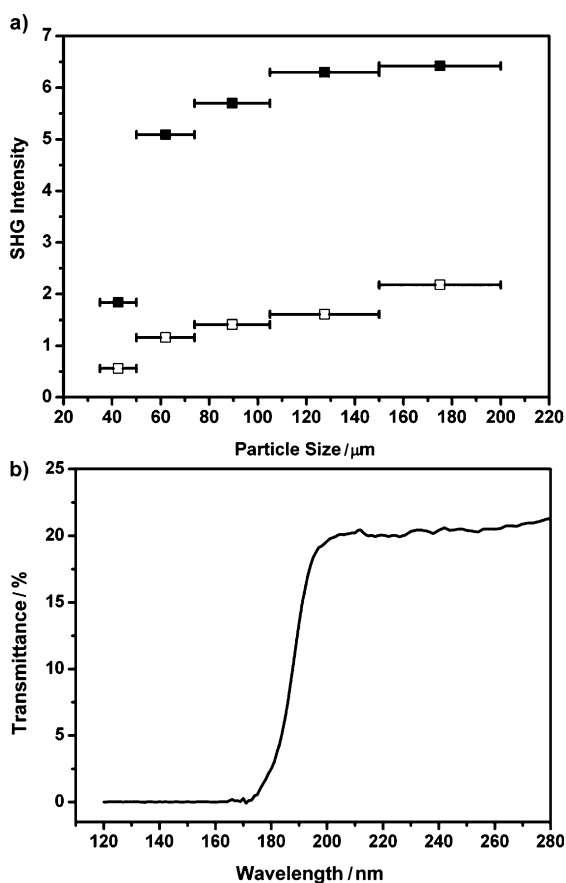 a)
7
6
5
4
3
2
1
0
SHG Intensity
20 40 60 80 100 120 140 160 180 200 220
Particle Size / μm
b)
25
20
15
10
5
0
Transmittance / %
120 140 160 180 200 220 240 260 280
Wavelength / nm